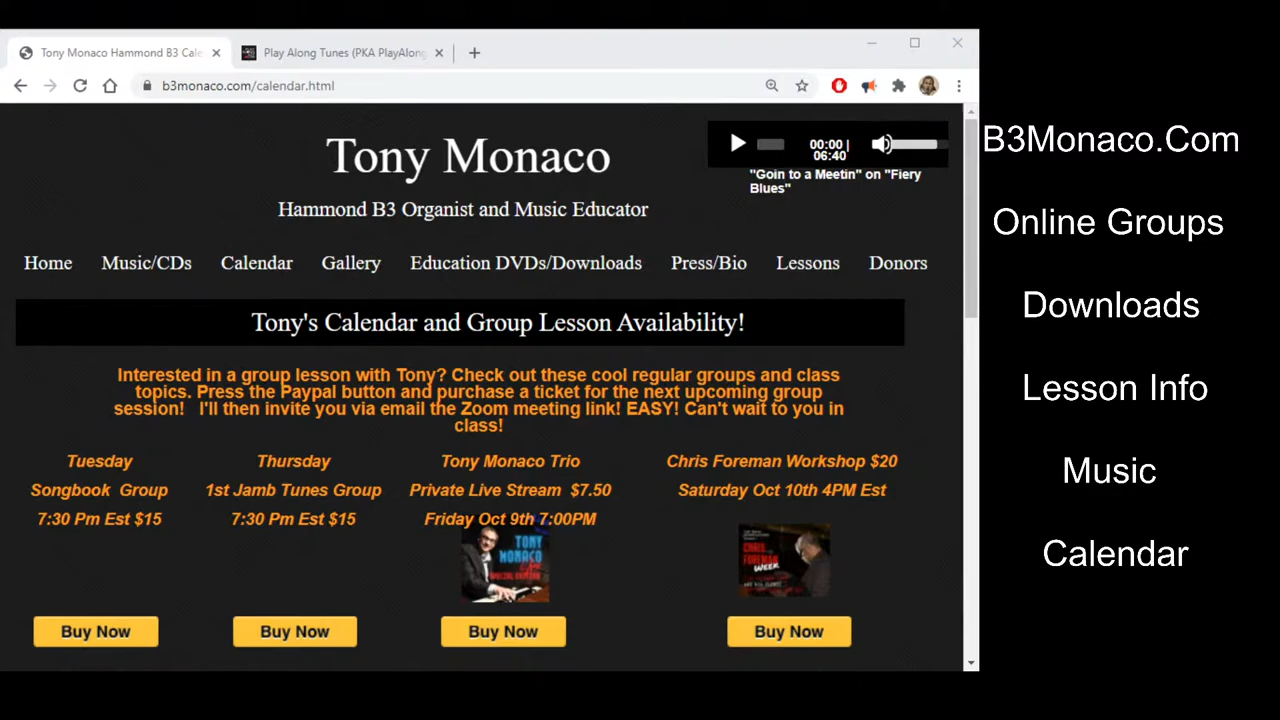 Tony Monaco Hammond B3 Cale
Play Along Tunes (PKA PlayAlong
b3monaco.com/calendar.html
Tony Monaco
Hammond B3 Organist and Music Educator
00:00 |
06:40
"Goin to a Meetin" on "Fiery
Blues"
Home Music/CDs Calendar Gallery Education DVDs/Downloads Press/Bio Lessons Donors
Tony's Calendar and Group Lesson Availability!
Interested in a group lesson with Tony? Check out these cool regular groups and class
topics. Press the Paypal button and purchase a ticket for the next upcoming group
session! I'll then invite you via email the Zoom meeting link! EASY! Can't wait to you in
class!
Tuesday
Songbook Group
7:30 Pm Est $15
Buy Now
Thursday
1st Jamb Tunes Group
7:30 Pm Est $15
Buy Now
Tony Monaco Trio
Private Live Stream $7.50
Friday Oct 9th 7:00PM
TONY
MONACO
Buy Now
Chris Foreman Workshop $20
Saturday Oct 10th 4PM Est
CHRIS
FOREMAN
WEEK
Buy Now
B3Monaco.Com
Online Groups
Downloads
Lesson Info
Music
Calendar